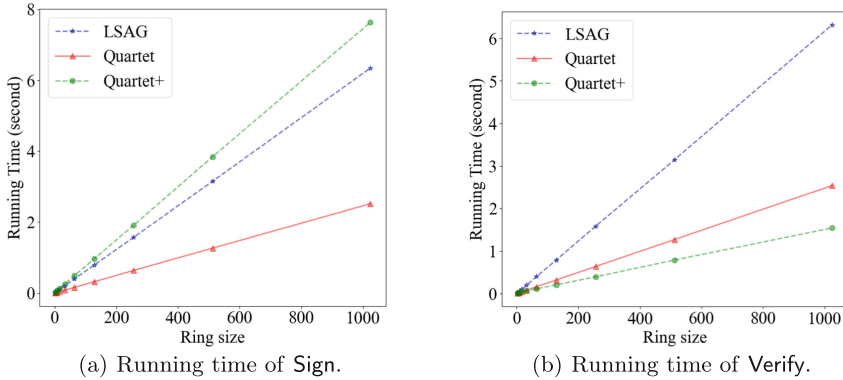 8
6
4
2
0
Running Time (second)
LSAG
Quartet
Quartet+
0 200 400 600 800 1000
Ring size
(a) Running time of Sign.
6
5
4
3
2
1
0
Running Time (second)
LSAG
Quartet
Quartet+
0 200 400 600 800 1000
Ring size
(b) Running time of Verify.